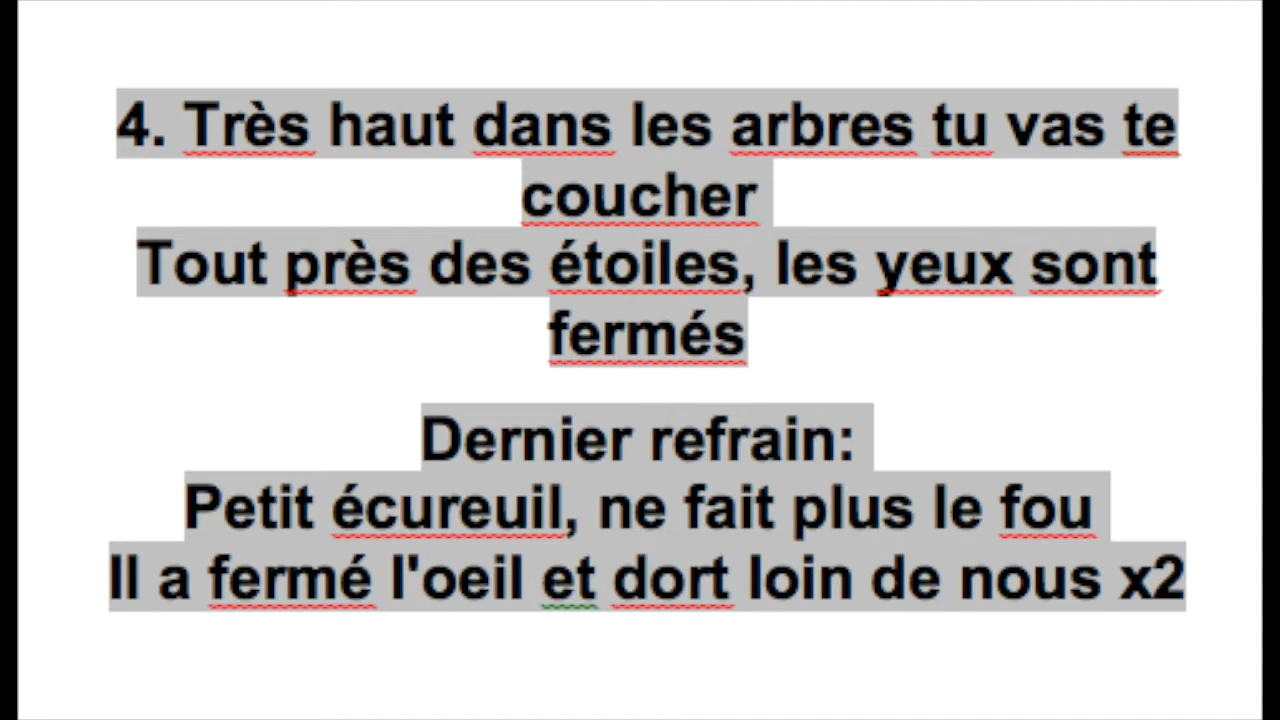 4. Très haut dans les arbres tu vas te
coucher
Tout près des étoiles, les yeux sont
fermés
Dernier refrain:
Petit écureuil, ne fait plus le fou
Il a fermé l'oeil et dort loin de nous x2